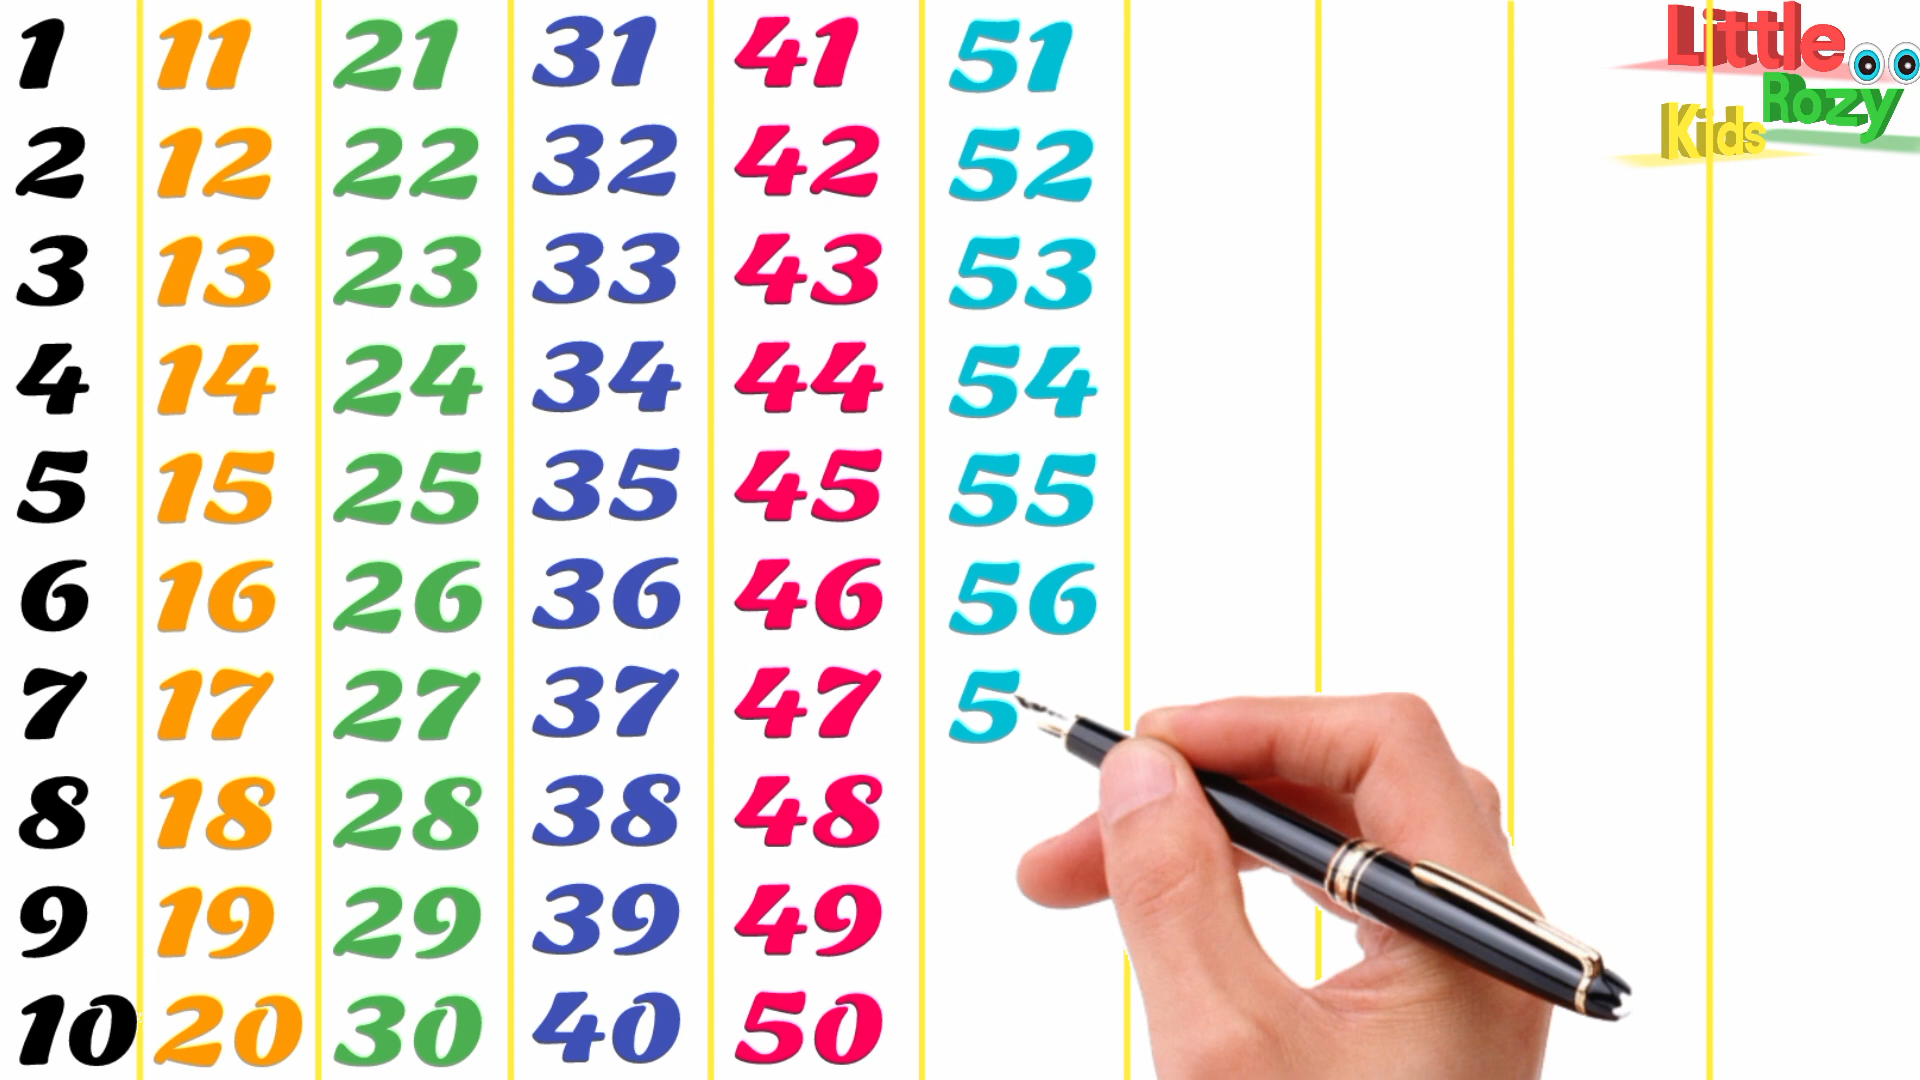 1 11 21 31 41 51
2 12 22 32 42 52
3 13 23 33 43 53
4 14 24 34 44 54
5 15 25 35 45 55
6 16 26 36 46 56
7 17 27 37 47 5
8 18 28 38 48
9 19 29 39 49
10 20 30 40 50
Little
Rozy
Kids